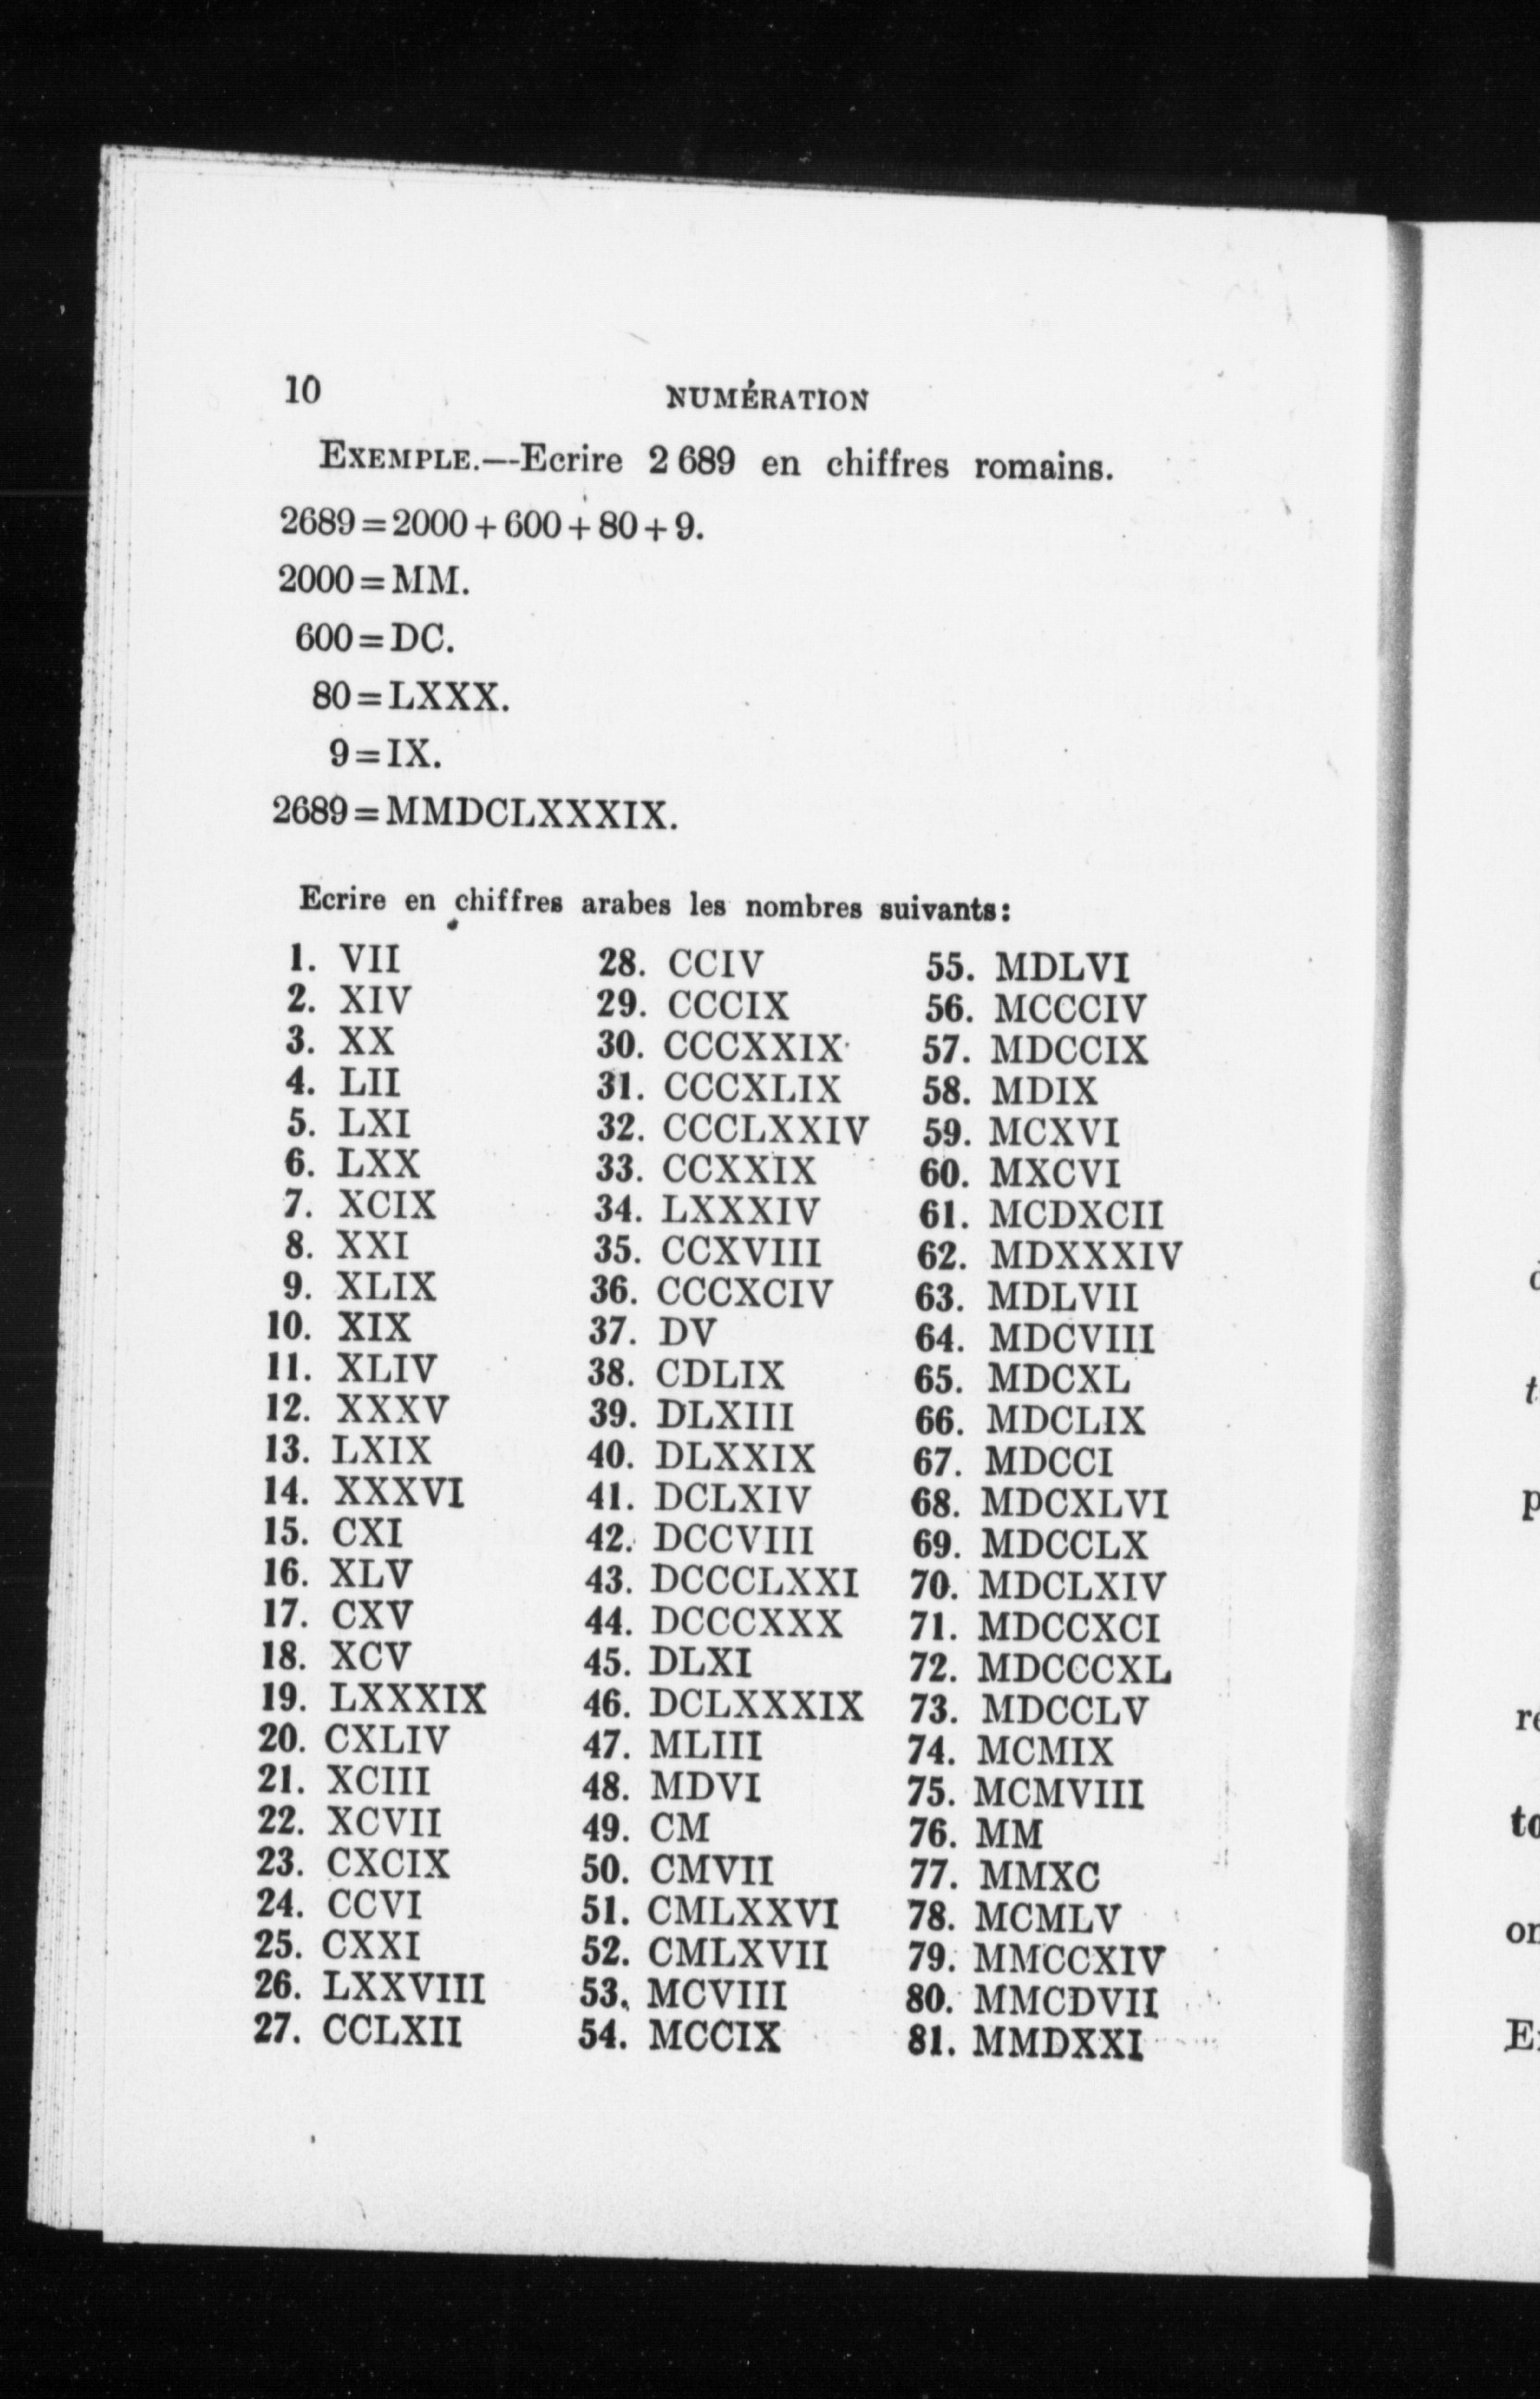 10 NUMÉRATION
EXEMPLE.—Ecrire 2 689 en chiffres romains.
2689=2000+600+80+9.
2000=MM.
600=DC.
80=LXXX.
9=IX.
2689=MMDCLXXXIX.
Ecrire en chiffres arabes les nombres suivants:
1. VII
2. XIV
3. XX
4. LII
5. LXI
6. LXX
7. XCIX
8. XXI
9. XLIX
10. XIX
11. XLIV
12. XXXV
13. LXIX
14. XXXVI
15. CXI
16. XLV
17. CXV
18. XCV
19. LXXXIX
20. CXLIV
21. XCIII
22. XCVII
23. CXCIX
24. CCVI
25. CXXI
26. LXXVIII
27. CCLXII
28. CCIV
29. CCCIX
30. CCCXXIX
31. CCCXLIX
32. CCCLXXIV
33. CCXXIX
34. LXXXIV
35. CCXVIII
36. CCCXCIV
37. DV
38. CDLIX
39. DLXIII
40. DLXXIX
41. DCLXIV
42. DCCVIII
43. DCCCLXXI
44. DCCCXXX
45. DLXI
46. DCLXXXIX
47. MLIII
48. MDVI
49. CM
50. CMVII
51. CMLXXVI
52. CMLXVII
53. MCVIII
54. MCCIX
55. MDLVI
56. MCCCIV
57. MDCCIX
58. MDIX
59. MCXVI
60. MXCVI
61. MCDXCII
62. MDXXXIV
63. MDLVII
64. MDCVIII
65. MDCXL
66. MDCLIX
67. MDCCI
68. MDCXLVI
69. MDCCLX
70. MDCLXIV
71. MDCCXCI
72. MDCCCXL
73. MDCCLV
74. MCMIX
75. MCMVIII
76. MM
77. MMXC
78. MCMLV
79. MMCCXIV
80. MMCDVII
81. MMDXXI